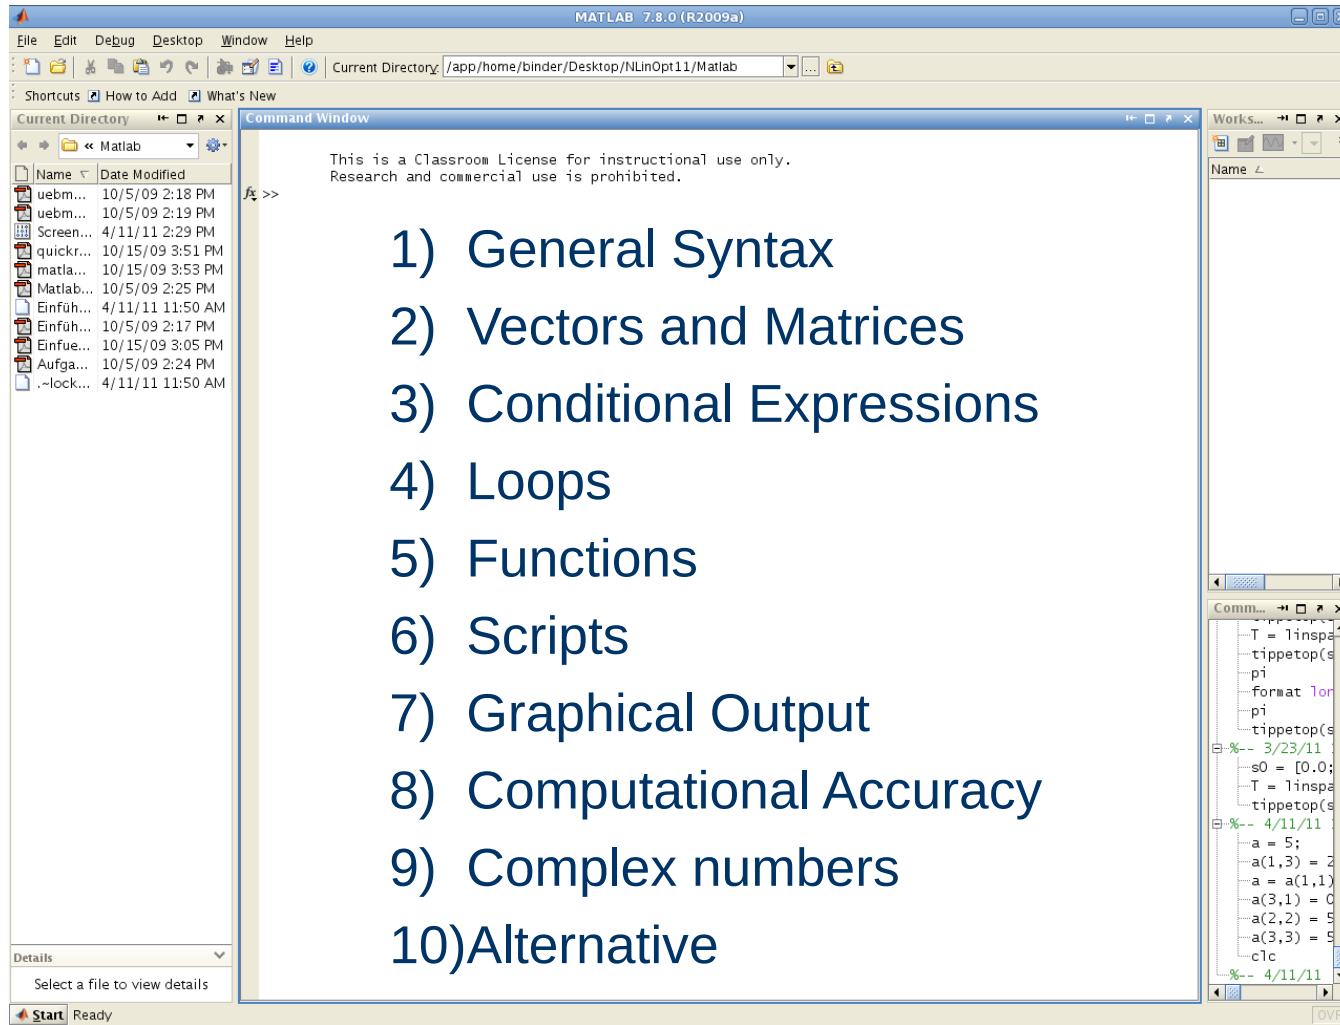 MATLAB 7.8.0 (R2009a)
File Edit Debug Desktop Window Help
Current Directory: /app/home/binder/Desktop/NLinOpt11/Matlab
Shortcuts How to Add What's New
Current Directory
« Matlab
Name Date Modified
uebm... 10/5/09 2:18 PM
uebm... 10/5/09 2:19 PM
Screen... 4/11/11 2:29 PM
quickr... 10/15/09 3:51 PM
matla... 10/15/09 3:53 PM
Matlab... 10/5/09 2:25 PM
Einfüh... 4/11/11 11:50 AM
Einfüh... 10/5/09 2:17 PM
Einfue... 10/15/09 3:05 PM
Aufga... 10/5/09 2:24 PM
.~lock... 4/11/11 11:50 AM
Details
Select a file to view details
Start Ready
Command Window
This is a Classroom License for instructional use only.
Research and commercial use is prohibited.
fx >>
1) General Syntax
2) Vectors and Matrices
3) Conditional Expressions
4) Loops
5) Functions
6) Scripts
7) Graphical Output
8) Computational Accuracy
9) Complex numbers
10)Alternative
Works...
Name
Comm...
T = linspa
tippetop(s
pi
format lon
pi
tippetop(s
%-- 3/23/11
s0 = [0.0;
T = linspa
tippetop(s
%-- 4/11/11
a = 5;
a(1,3) = 2
a = a(1,1)
a(3,1) = 0
a(2,2) = 5
a(3,3) = 5
clc
%-- 4/11/11
OVR